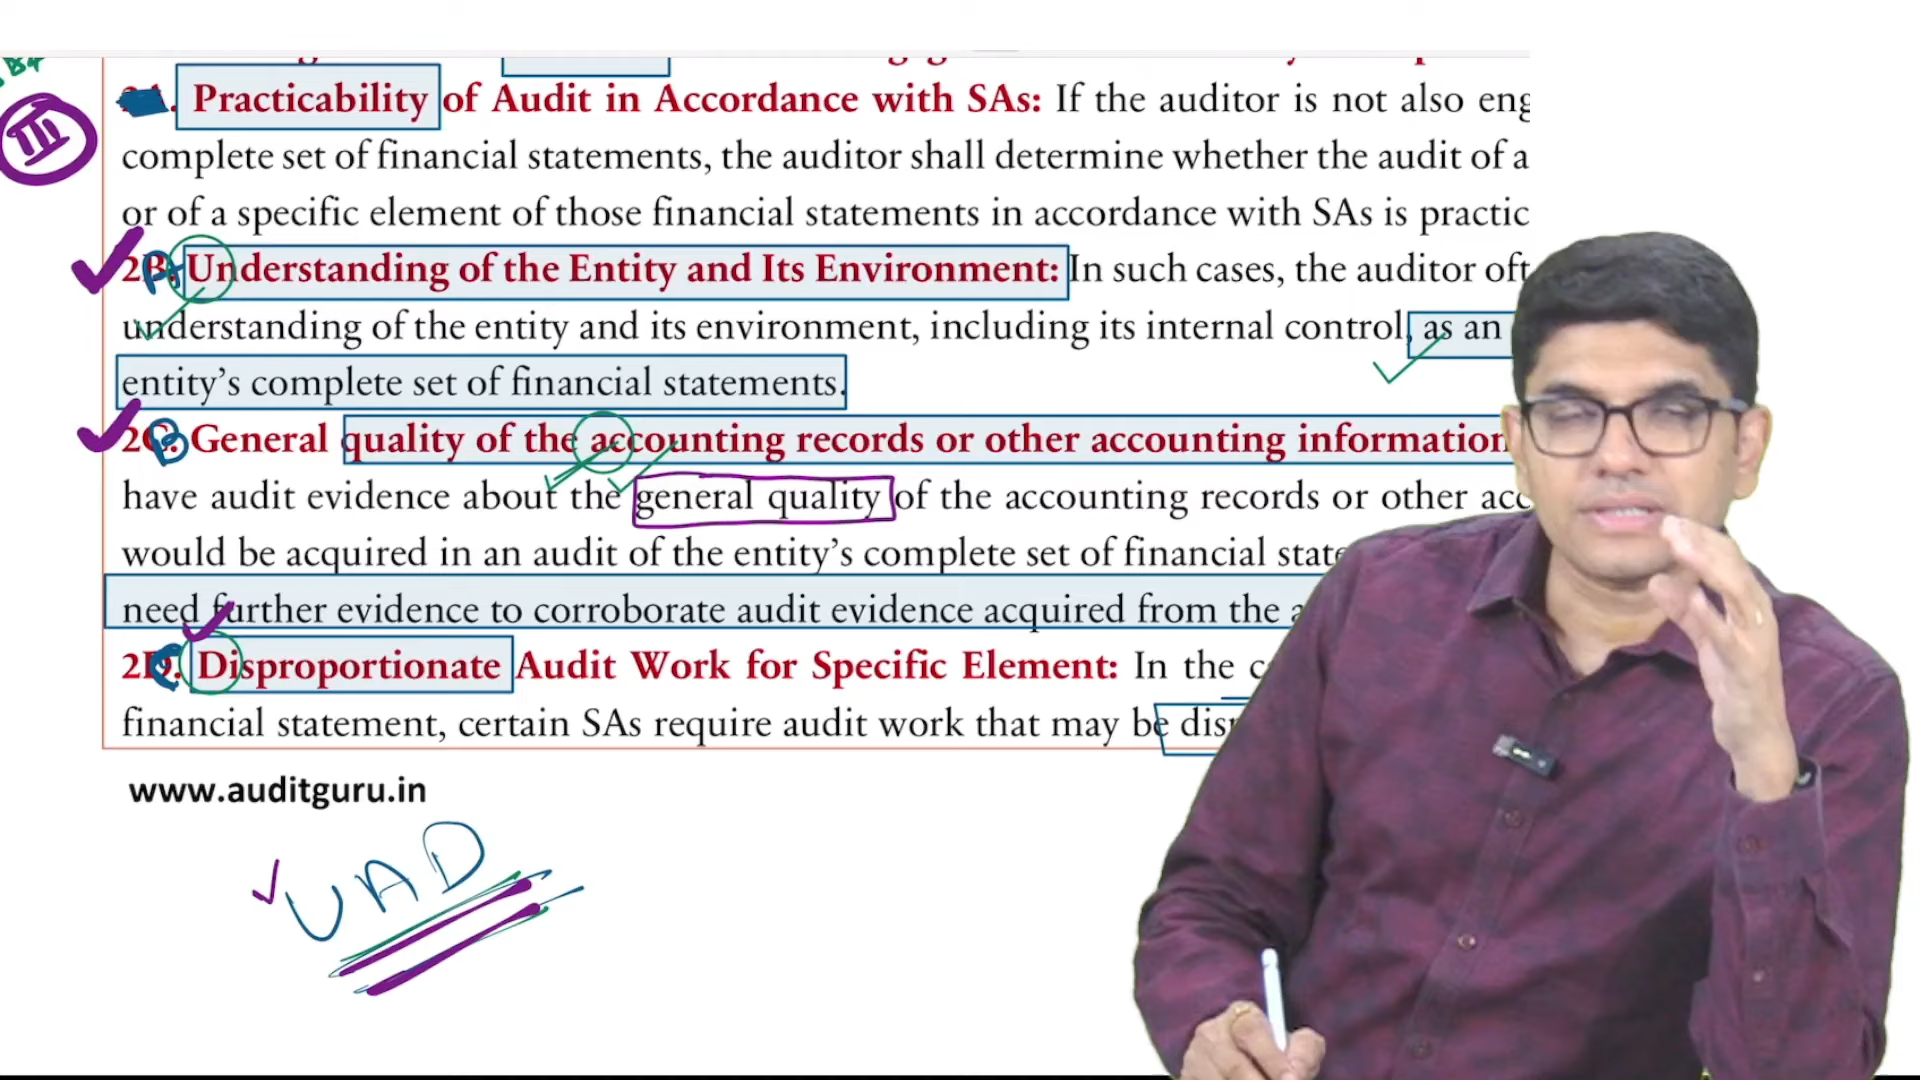 III
2A. Practicability of Audit in Accordance with SAs: If the auditor is not also
complete set of financial statements, the auditor shall determine whether the audit of a
or of a specific element of those financial statements in accordance with SAs is
2B. A Understanding of the Entity and Its Environment: In such cases, the auditor
understanding of the entity and its environment, including its internal control, as an
entity’s complete set of financial statements.
2C. B General quality of the accounting records or other accounting information
have audit evidence about the general quality of the accounting records or other
would be acquired in an audit of the entity’s complete set of financial
need further evidence to corroborate audit evidence acquired from the
2D. C Disproportionate Audit Work for Specific Element: In the
financial statement, certain SAs require audit work that may be
www.auditguru.in
UAD